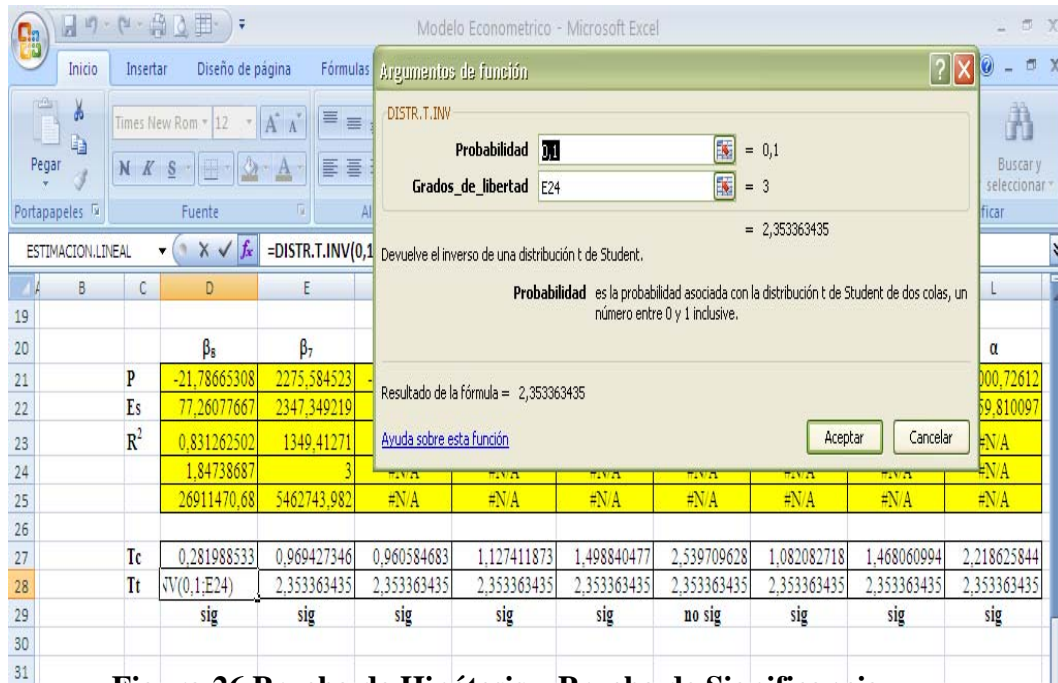 Modelo Econometrico - Microsoft Excel
Inicio Insertar Diseño de página Fórmulas
Pegar
Portapapeles
Times New Rom 12
N K S
Fuente
Buscar y
seleccionar
ficar
Argumentos de función
DISTR.T.INV
Probabilidad 0,1 = 0,1
Grados_de_libertad E24 = 3
= 2,353363435
Devuelve el inverso de una distribución t de Student.
Probabilidad es la probabilidad asociada con la distribución t de Student de dos colas, un
número entre 0 y 1 inclusive.
Resultado de la fórmula = 2,353363435
Ayuda sobre esta función
Aceptar Cancelar
ESTIMACION.LINEAL fx =DISTR.T.INV(0,1
B C D E L
19
20 β8 β7 α
21 P -21,78665308 2275,584523 - 000,72612
22 Es 77,26077667 2347,349219 59,810097
23 R2 0,831262502 1349,41271 #N/A
24 1,84738687 3 #N/A #N/A #N/A #N/A #N/A #N/A #N/A
25 26911470,68 5462743,982 #N/A #N/A #N/A #N/A #N/A #N/A #N/A
26
27 Tc 0,281988533 0,969427346 0,960584683 1,127411873 1,498840477 2,539709628 1,082082718 1,468060994 2,218625844
28 Tt NV(0,1;E24) 2,353363435 2,353363435 2,353363435 2,353363435 2,353363435 2,353363435 2,353363435 2,353363435
29 sig sig sig sig sig no sig sig sig sig
30
31